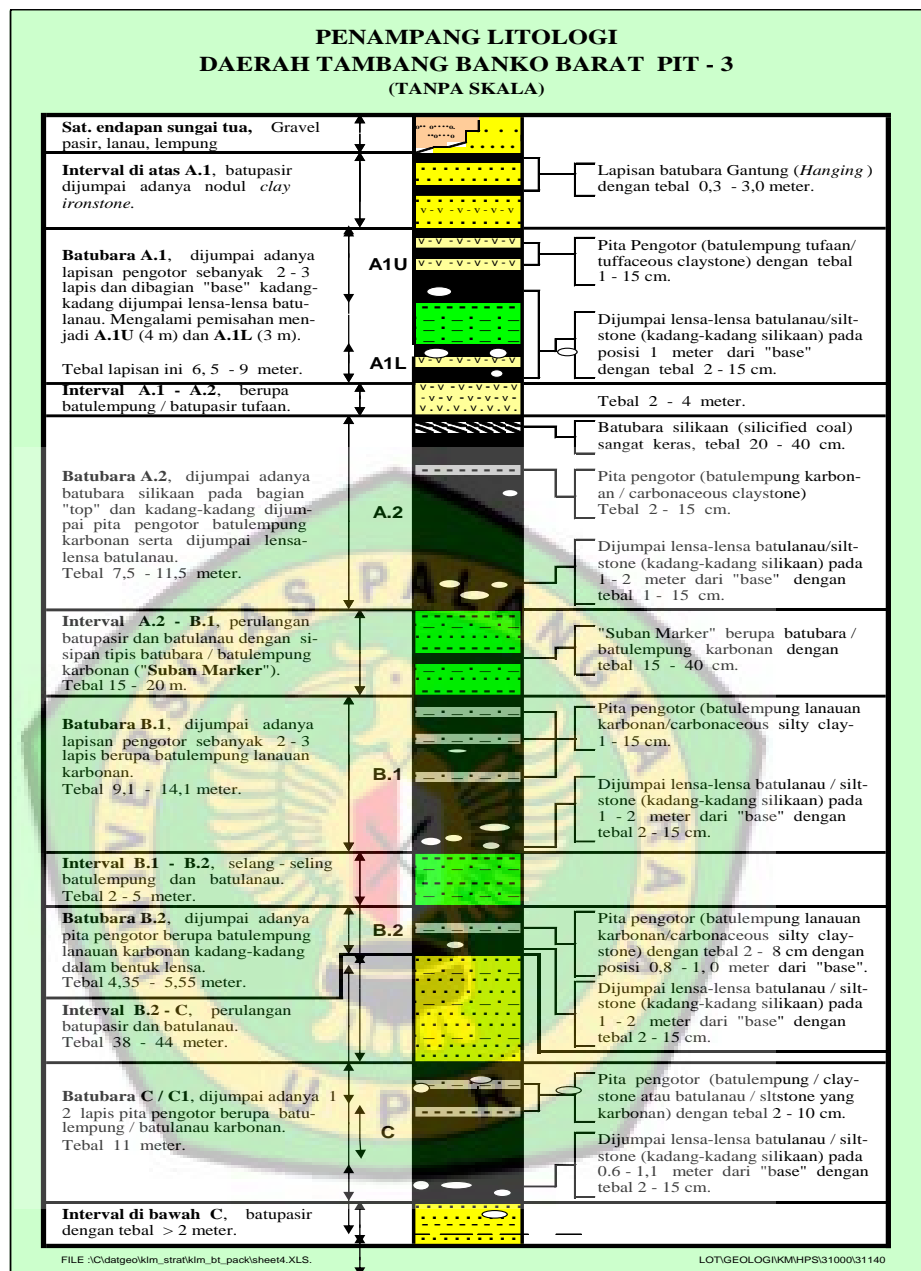 PENAMPANG LITOLOGI
DAERAH TAMBANG BANKO BARAT PIT - 3
(TANPA SKALA)
Sat. endapan sungai tua, Gravel
pasir, lanau, lempung
Interval di atas A.1, batupasir
dijumpai adanya nodul clay
ironstone.
Lapisan batubara Gantung (Hanging )
dengan tebal 0,3 - 3,0 meter.
Batubara A.1, dijumpai adanya
lapisan pengotor sebanyak 2 - 3
lapis dan dibagian "base" kadang-
kadang dijumpai lensa-lensa batu-
lanau. Mengalami pemisahan men-
jadi A.1U (4 m) dan A.1L (3 m).
Tebal lapisan ini 6, 5 - 9 meter.
A1U
A1L
Pita Pengotor (batulempung tufaan/
tuffaceous claystone) dengan tebal
1 - 15 cm.
Dijumpai lensa-lensa batulanau/silt-
stone (kadang-kadang silikaan) pada
posisi 1 meter dari "base"
dengan tebal 2 - 15 cm.
Interval A.1 - A.2, berupa
batulempung / batupasir tufaan.
Tebal 2 - 4 meter.
Batubara A.2, dijumpai adanya
batubara silikaan pada bagian
"top" dan kadang-kadang dijum-
pai pita pengotor batulempung
karbonan serta dijumpai lensa-
lensa batulanau.
Tebal 7,5 - 11,5 meter.
A.2
Batubara silikaan (silicified coal)
sangat keras, tebal 20 - 40 cm.
Pita pengotor (batulempung karbon-
an / carbonaceous claystone)
Tebal 2 - 15 cm.
Dijumpai lensa-lensa batulanau/silt-
stone (kadang-kadang silikaan) pada
1 - 2 meter dari "base" dengan
tebal 1 - 15 cm.
Interval A.2 - B.1, perulangan
batupasir dan batulanau dengan si-
sipan tipis batubara / batulempung
karbonan ("Suban Marker").
Tebal 15 - 20 m.
"Suban Marker" berupa batubara /
batulempung karbonan dengan
tebal 15 - 40 cm.
Batubara B.1, dijumpai adanya
lapisan pengotor sebanyak 2 - 3
lapis berupa batulempung lanauan
karbonan.
Tebal 9,1 - 14,1 meter.
B.1
Pita pengotor (batulempung lanauan
karbonan/carbonaceous silty clay-
1 - 15 cm.
Dijumpai lensa-lensa batulanau / silt-
stone (kadang-kadang silikaan) pada
1 - 2 meter dari "base" dengan
tebal 2 - 15 cm.
Interval B.1 - B.2, selang - seling
batulempung dan batulanau.
Tebal 2 - 5 meter.
Batubara B.2, dijumpai adanya
pita pengotor berupa batulempung
lanauan karbonan kadang-kadang
dalam bentuk lensa.
Tebal 4,35 - 5,55 meter.
B.2
Pita pengotor (batulempung lanauan
karbonan/carbonaceous silty clay-
stone) dengan tebal 2 - 8 cm dengan
posisi 0,8 - 1, 0 meter dari "base".
Dijumpai lensa-lensa batulanau / silt-
stone (kadang-kadang silikaan) pada
1 - 2 meter dari "base" dengan
tebal 2 - 15 cm.
Interval B.2 - C, perulangan
batupasir dan batulanau.
Tebal 38 - 44 meter.
Batubara C / C1, dijumpai adanya 1
2 lapis pita pengotor berupa batu-
lempung / batulanau karbonan.
Tebal 11 meter.
C
Pita pengotor (batulempung / clay-
stone atau batulanau / sltstone yang
karbonan) dengan tebal 2 - 10 cm.
Dijumpai lensa-lensa batulanau / silt-
stone (kadang-kadang silikaan) pada
0.6 - 1,1 meter dari "base" dengan
tebal 2 - 15 cm.
Interval di bawah C, batupasir
dengan tebal > 2 meter.
FILE :\C\datgeo\klm_strat\klm_bt_pack\sheet4.XLS.
LOT\GEOLOGI\KM\HPS\31000\31140
UNIVERSITAS PALANGKA RAYA
U P R